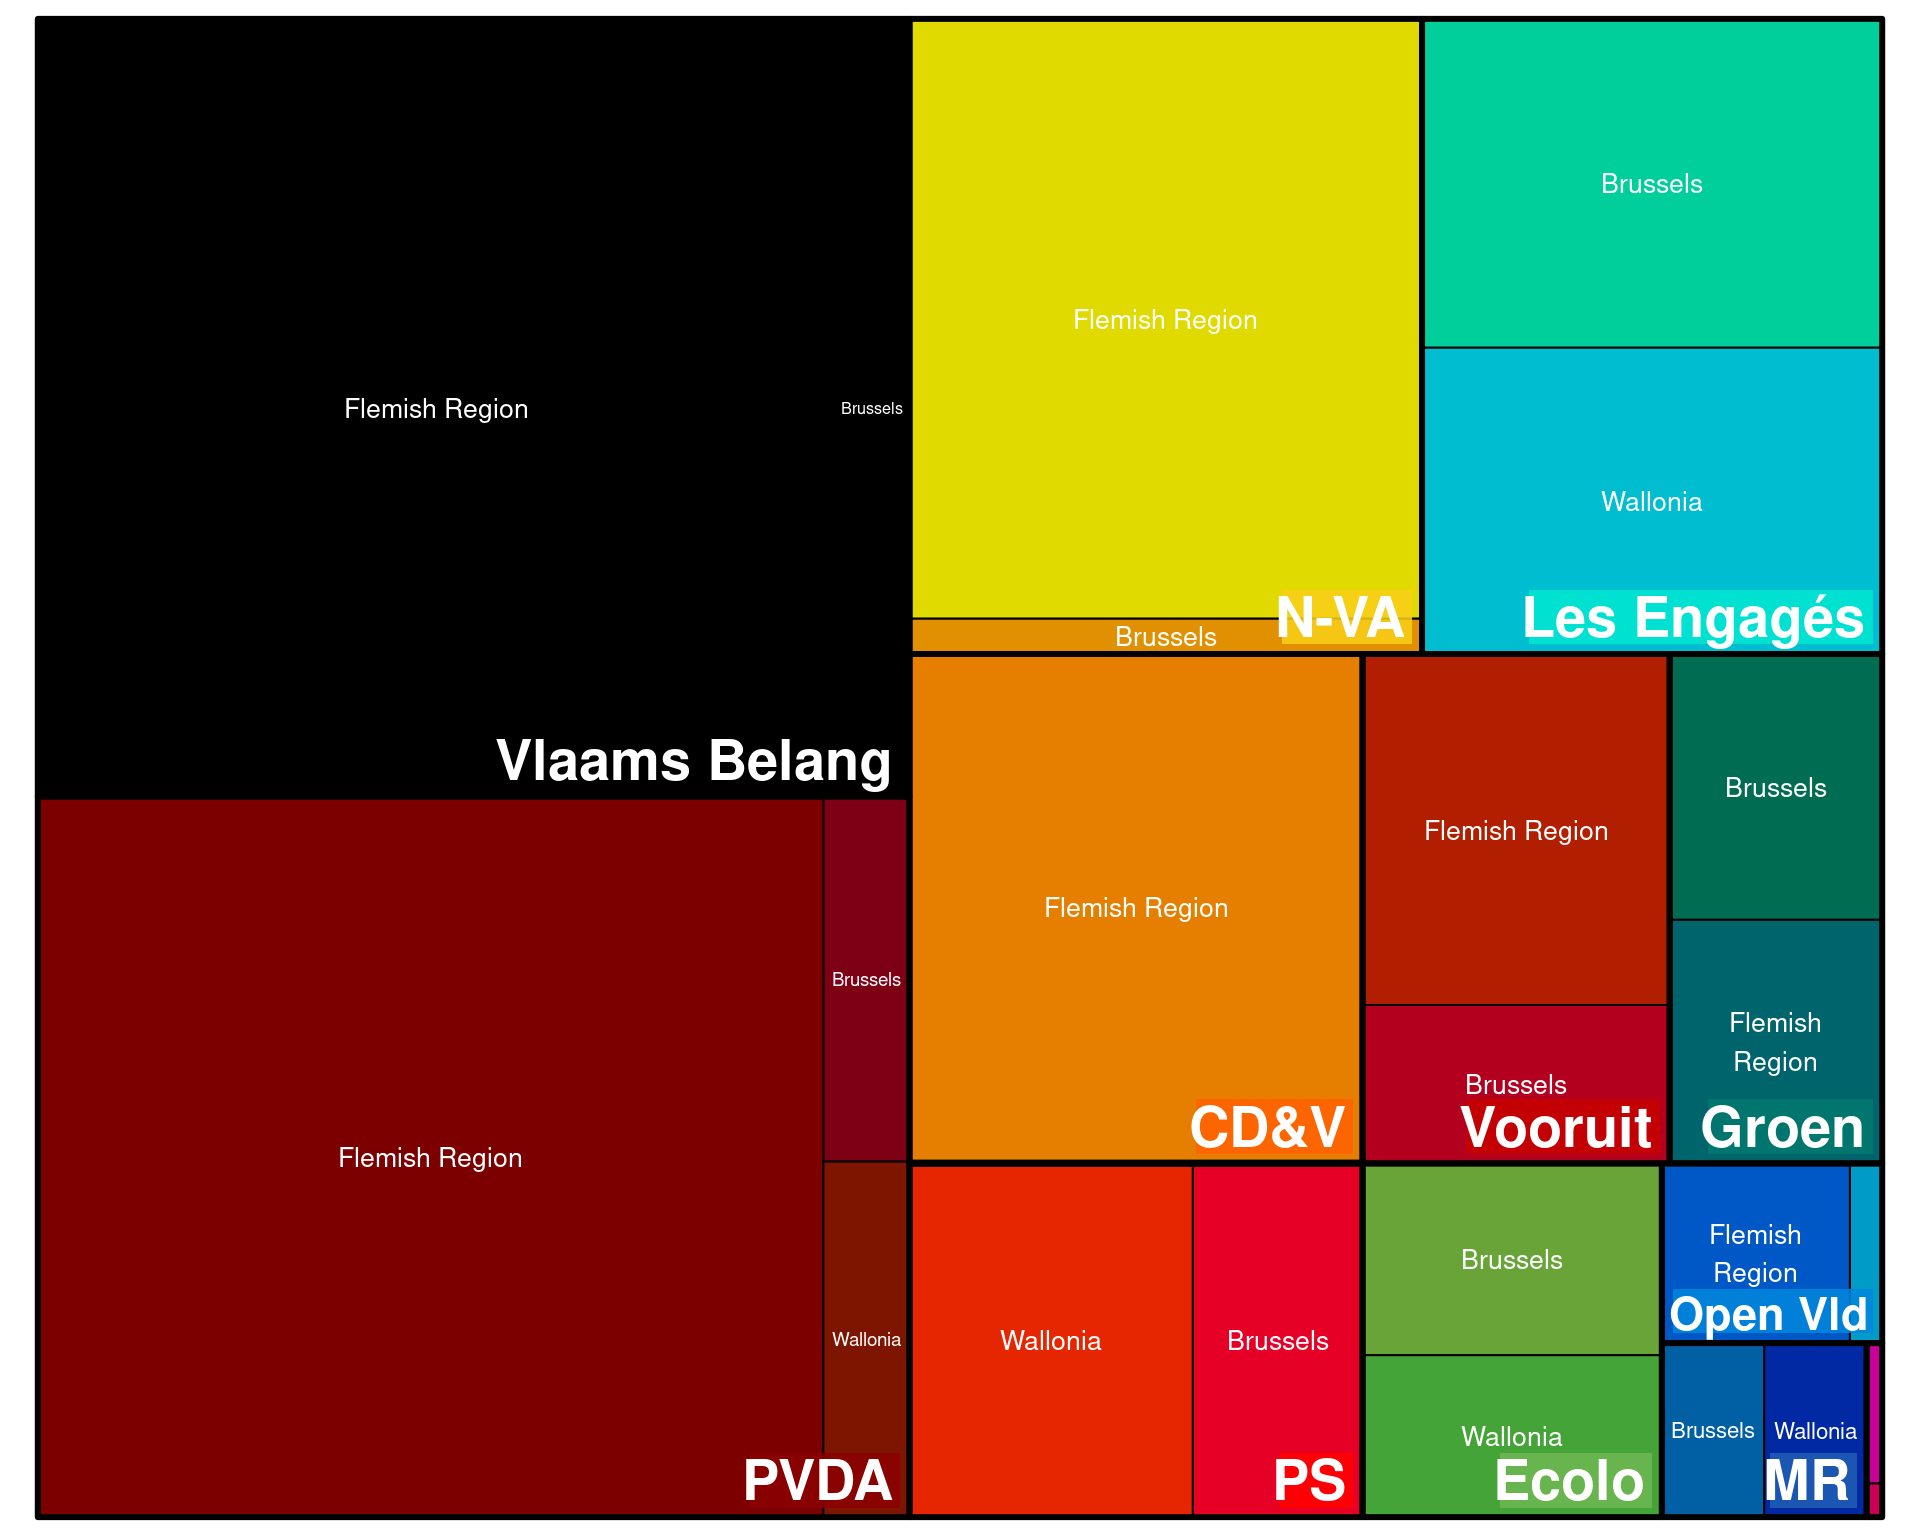 Flemish Region
Brussels
Vlaams Belang
Flemish Region
Brussels
Wallonia
PVDA
Flemish Region
Brussels
N-VA
Brussels
Wallonia
Les Engagés
Flemish Region
CD&V
Flemish Region
Brussels
Vooruit
Brussels
Flemish
Region
Groen
Wallonia
Brussels
PS
Brussels
Wallonia
Ecolo
Flemish
Region
Open Vld
Brussels
Wallonia
MR